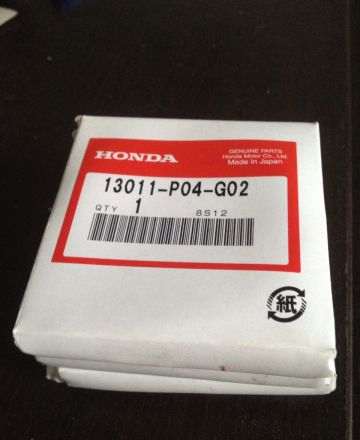 HONDA
GENUINE PARTS
Honda Motor Co., Ltd.
Made in Japan
13011-P04-G02
QTY 1
8S12
紙